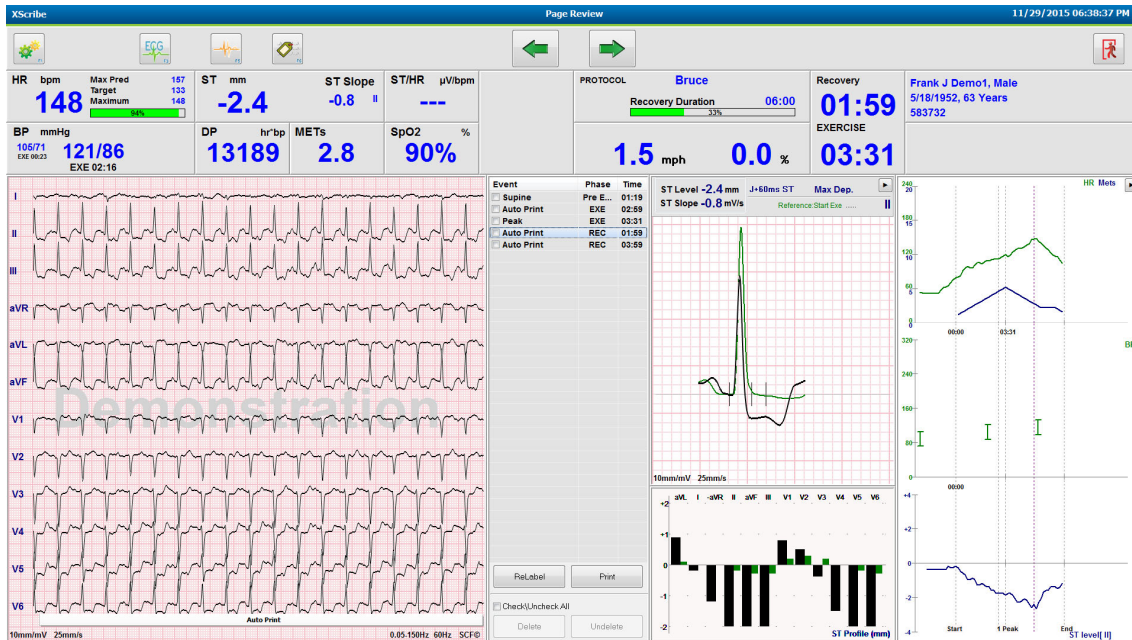 XScribe Page Review 11/29/2015 06:38:37 PM
ECG
HR bpm
148
Max Pred 157
Target 133
Maximum 148
94%
ST mm
-2.4
ST Slope
-0.8 II
ST/HR µV/bpm
---
PROTOCOL Bruce
Recovery Duration 06:00
33%
Recovery
01:59
EXERCISE
03:31
Frank J Demo1, Male
5/18/1952, 63 Years
583732
BP mmHg
105/71
EXE 00:23
121/86
EXE 02:16
DP hr*bp
13189
METs
2.8
SpO2 %
90%
1.5 mph 0.0 %
I
II
III
aVR
aVL
aVF
V1
V2
V3
V4
V5
V6
Demonstration
Auto Print
10mm/mV 25mm/s 0.05-150Hz 60Hz SCF©
Event Phase Time
Supine Pre E... 01:19
Auto Print EXE 02:59
Peak EXE 03:31
Auto Print REC 01:59
Auto Print REC 03:59
ReLabel Print
Check\Uncheck All
Delete Undelete
ST Level -2.4 mm J+60ms ST Max Dep.
ST Slope -0.8 mV/s Reference:Start Exe ..... II
10mm/mV 25mm/s
aVL I -aVR II aVF III V1 V2 V3 V4 V5 V6
+2
+1
0
-1
-2
ST Profile (mm)
HR Mets
240
20
180
15
120
10
60
5
0
0
00:00 03:31
BP
320
240
160
80
0
00:00
+4
+2
0
-2
-4
Start 1 Peak End
ST level[ II]